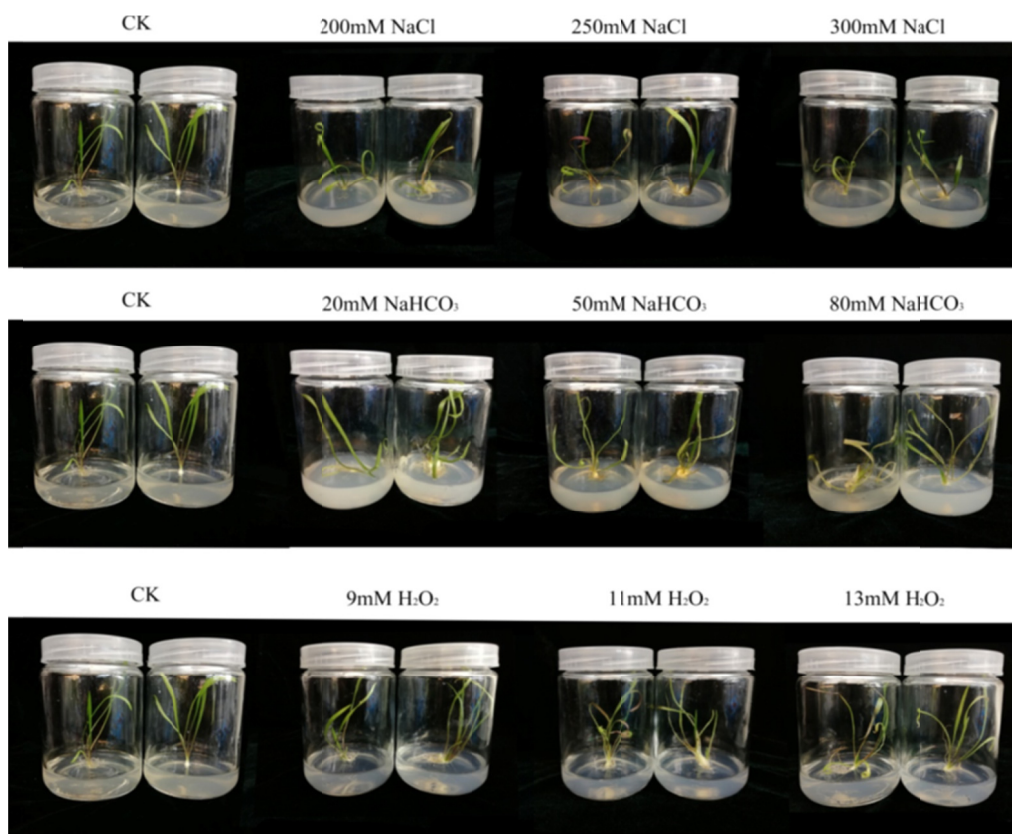 CK 200mM NaCl 250mM NaCl 300mM NaCl
CK 20mM NaHCO₃ 50mM NaHCO₃ 80mM NaHCO₃
CK 9mM H₂O₂ 11mM H₂O₂ 13mM H₂O₂